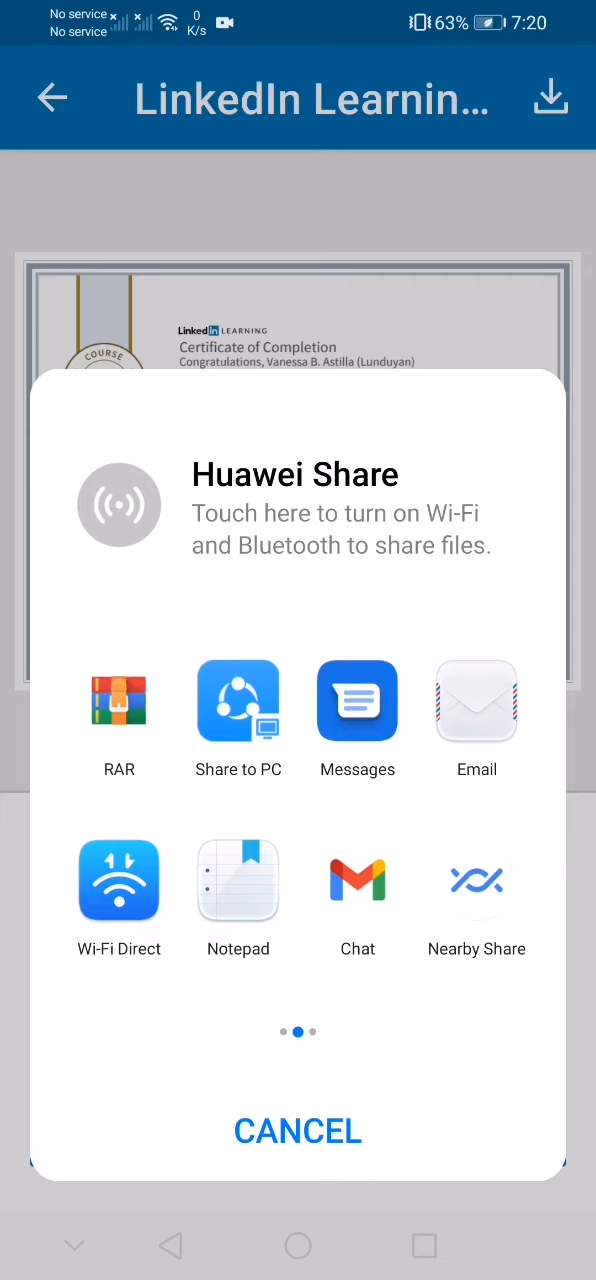 No service
No service
0
K/s
63%
7:20
LinkedIn Learnin...
Linked in LEARNING
Certificate of Completion
Congratulations, Vanessa B. Astilla (Lunduyan)
COURSE
Huawei Share
Touch here to turn on Wi-Fi
and Bluetooth to share files.
RAR
Share to PC
Messages
Email
Wi-Fi Direct
Notepad
Chat
Nearby Share
CANCEL